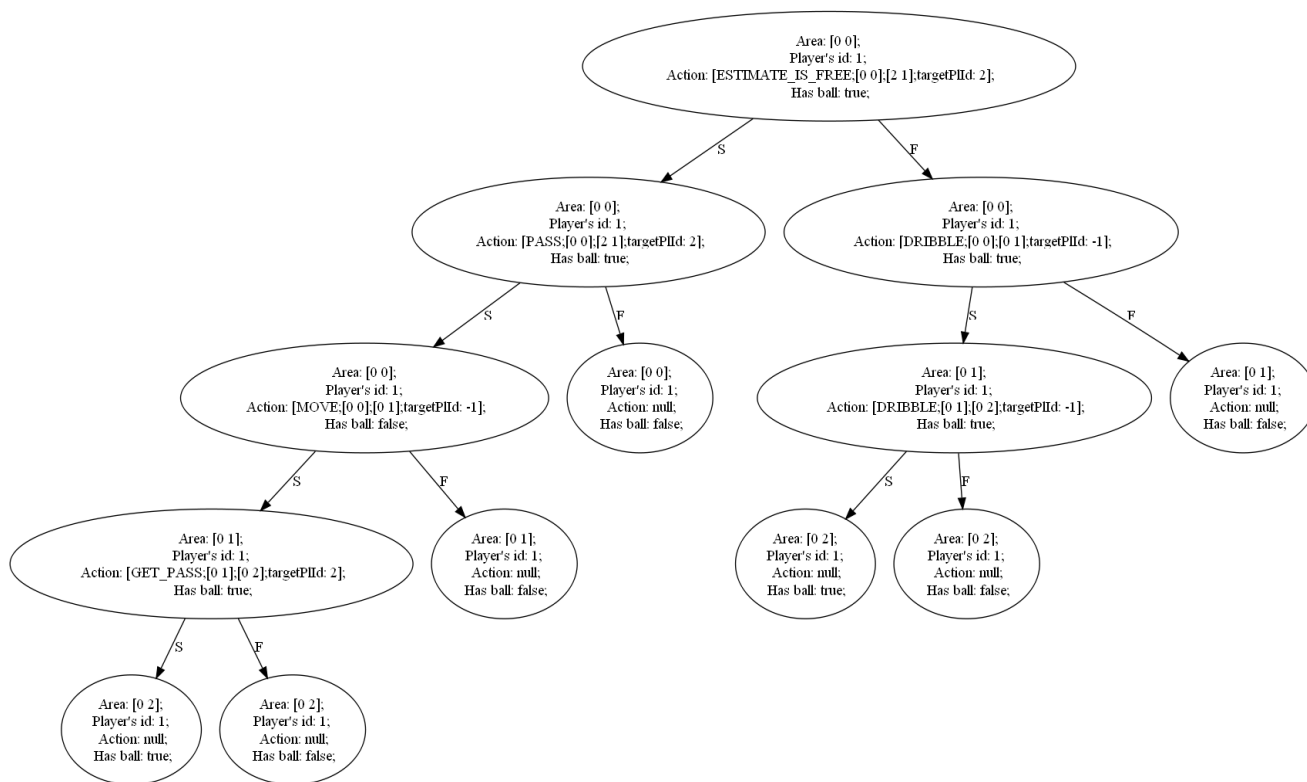 Area: [0 0];
Player's id: 1;
Action: [ESTIMATE_IS_FREE;[0 0];[2 1];targetPlId: 2];
Has ball: true;
S
F
Area: [0 0];
Player's id: 1;
Action: [PASS;[0 0];[2 1];targetPlId: 2];
Has ball: true;
Area: [0 0];
Player's id: 1;
Action: [DRIBBLE;[0 0];[0 1];targetPlId: -1];
Has ball: true;
S
F
S
F
Area: [0 0];
Player's id: 1;
Action: [MOVE;[0 0];[0 1];targetPlId: -1];
Has ball: false;
Area: [0 0];
Player's id: 1;
Action: null;
Has ball: false;
Area: [0 1];
Player's id: 1;
Action: [DRIBBLE;[0 1];[0 2];targetPlId: -1];
Has ball: true;
Area: [0 1];
Player's id: 1;
Action: null;
Has ball: false;
S
F
S
F
Area: [0 1];
Player's id: 1;
Action: [GET_PASS;[0 1];[0 2];targetPlId: 2];
Has ball: true;
Area: [0 1];
Player's id: 1;
Action: null;
Has ball: false;
Area: [0 2];
Player's id: 1;
Action: null;
Has ball: true;
Area: [0 2];
Player's id: 1;
Action: null;
Has ball: false;
S
F
Area: [0 2];
Player's id: 1;
Action: null;
Has ball: true;
Area: [0 2];
Player's id: 1;
Action: null;
Has ball: false;